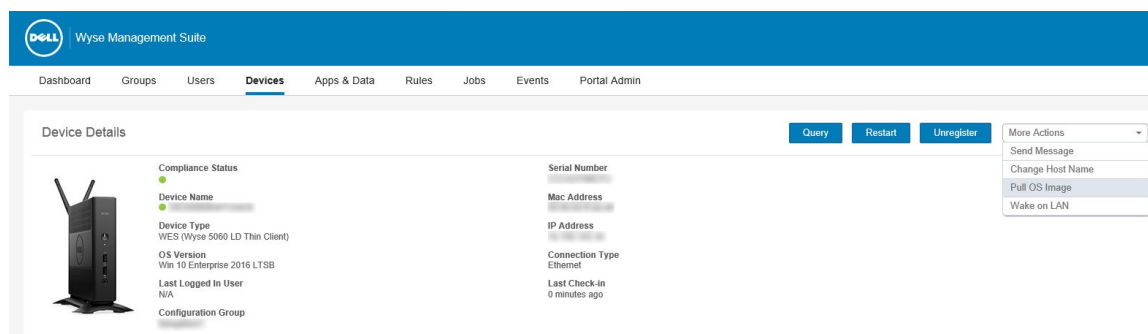 DELL
Wyse Management Suite
Dashboard Groups Users Devices Apps & Data Rules Jobs Events Portal Admin
Device Details
Query Restart Unregister More Actions
Send Message
Change Host Name
Pull OS Image
Wake on LAN
Compliance Status
Device Name
Device Type
WES (Wyse 5060 LD Thin Client)
OS Version
Win 10 Enterprise 2016 LTSB
Last Logged In User
N/A
Configuration Group
Serial Number
Mac Address
IP Address
Connection Type
Ethernet
Last Check-in
0 minutes ago